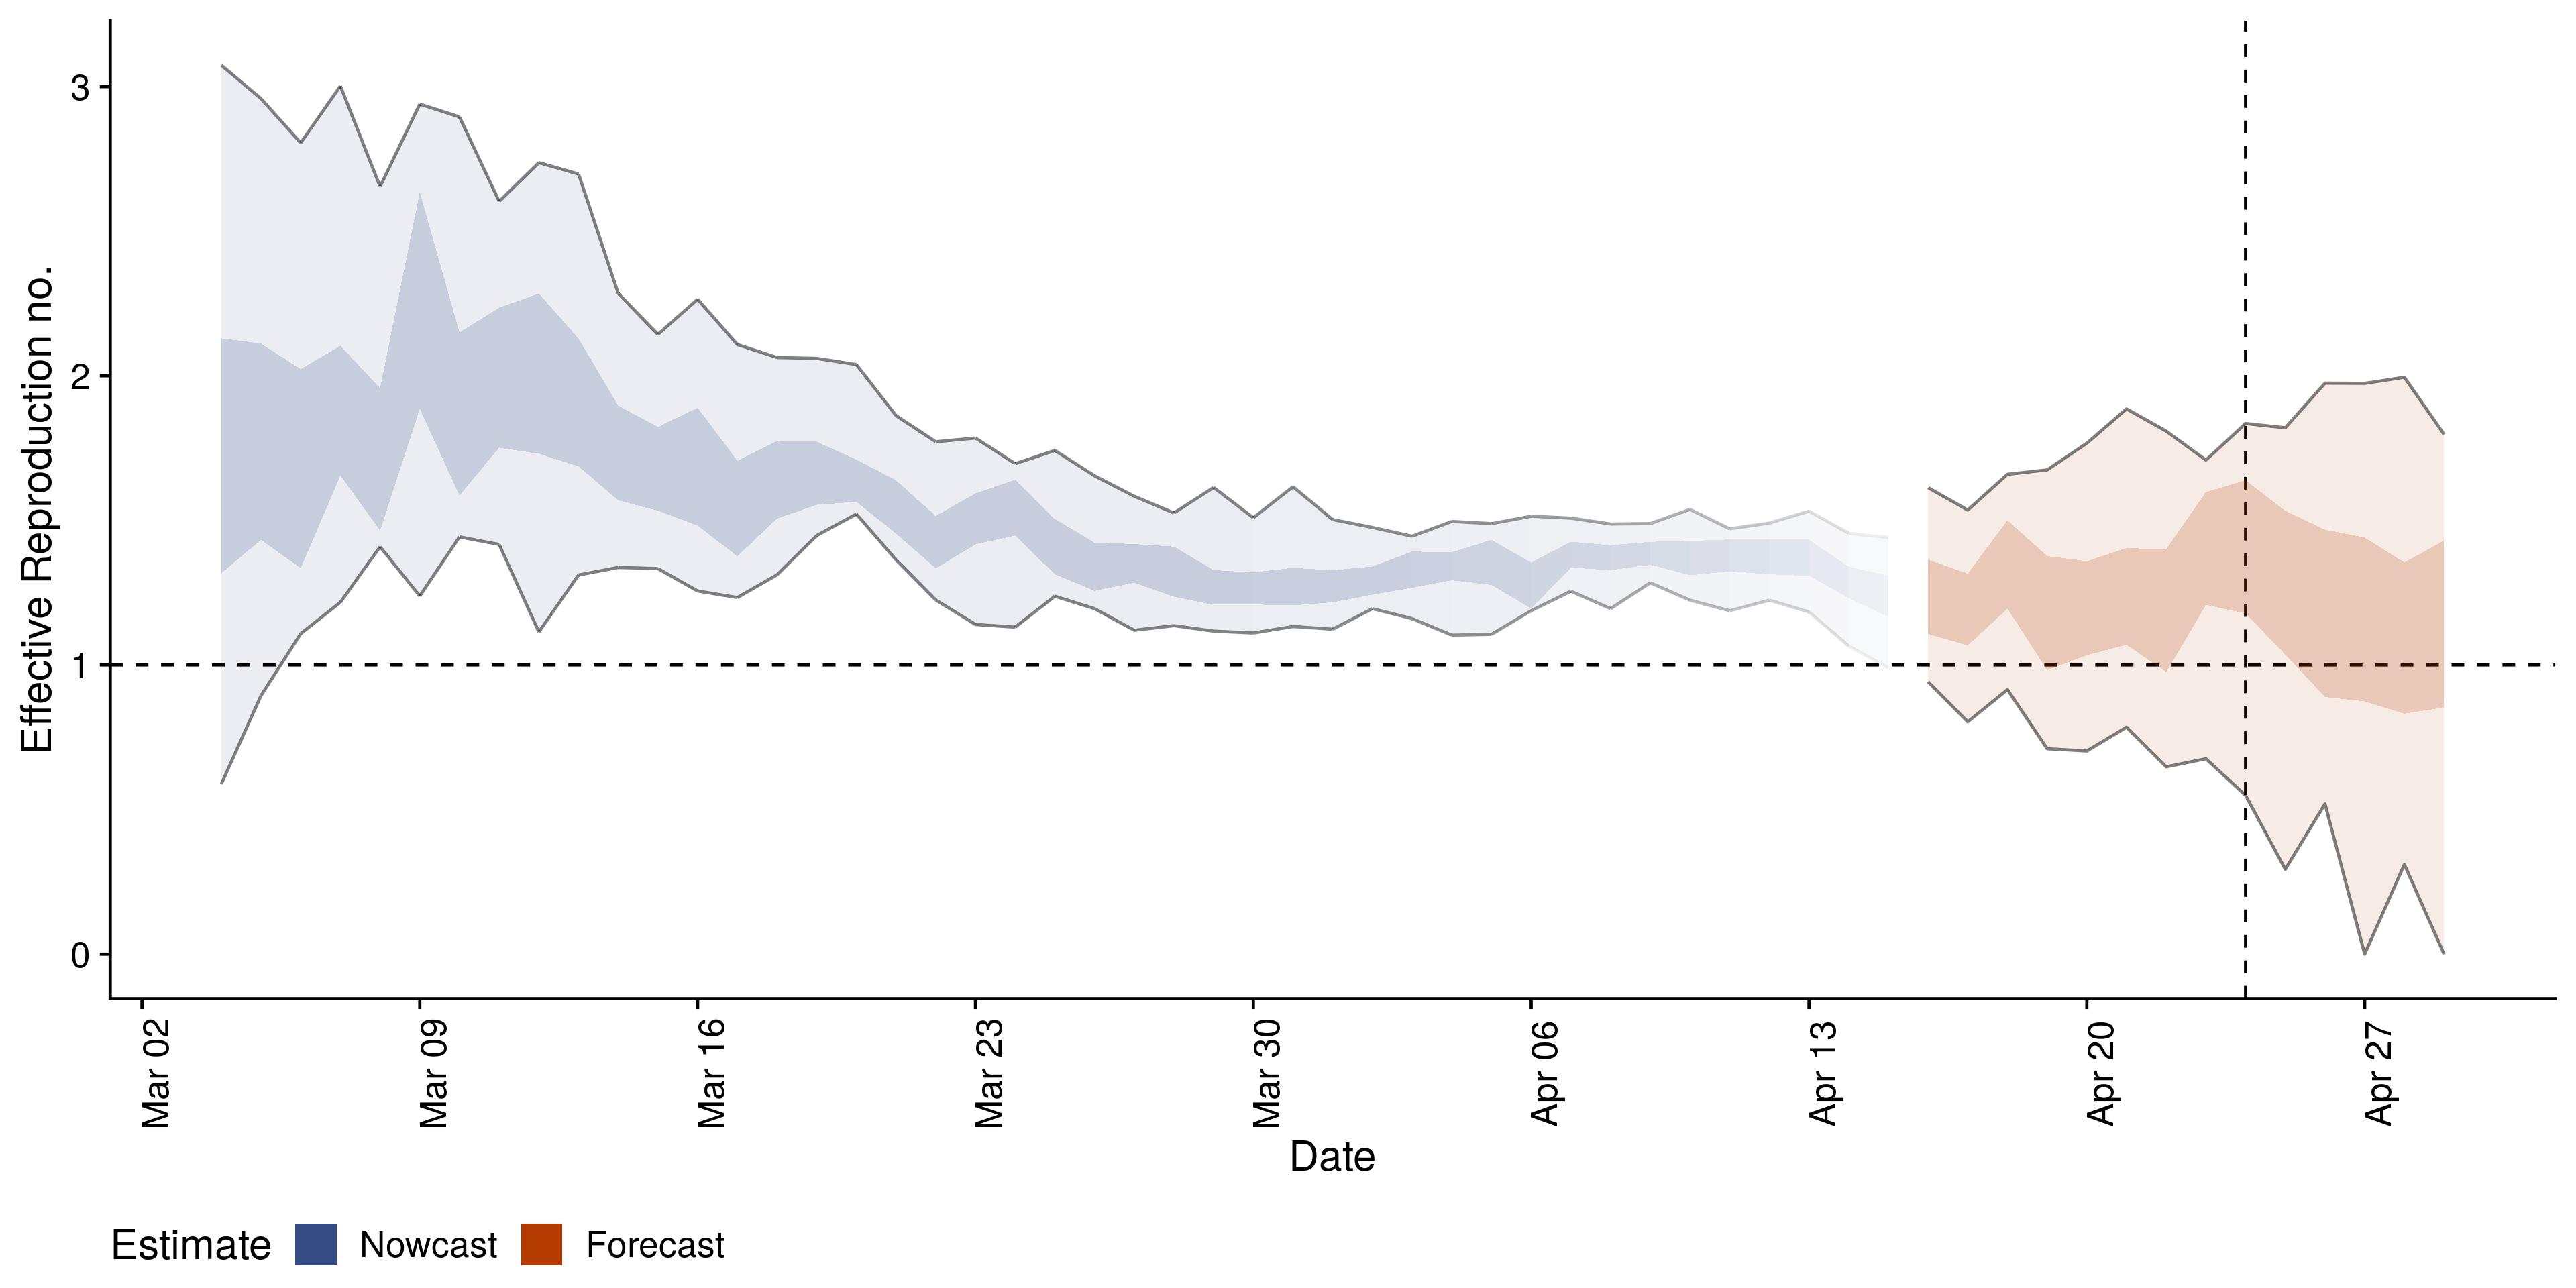 Effective Reproduction no.
3
2
1
0
Mar 02
Mar 09
Mar 16
Mar 23
Mar 30
Apr 06
Apr 13
Apr 20
Apr 27
Date
Estimate Nowcast Forecast